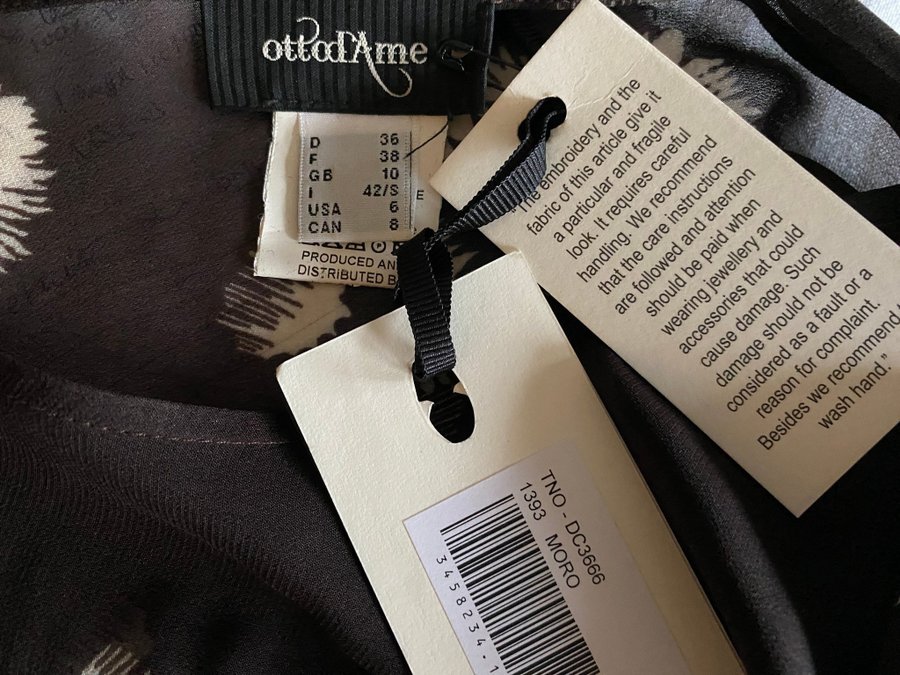 ottod'Ame
D 36
F 38
GB 10
I 42/S
USA 6
CAN 8
E
PRODUCED AN
DISTRIBUTED B
embroidery and the
fabric of this article give it
a particular and fragile
look. It requires careful
handling. We recommend
that the care instructions
are followed and attention
should be paid when
wearing jewellery and
accessories that could
cause damage. Such
damage should not be
considered as a fault or a
reason for complaint.
Besides we recommend
wash hand."
TNO - DC3666
1393 MORO
3458234-1